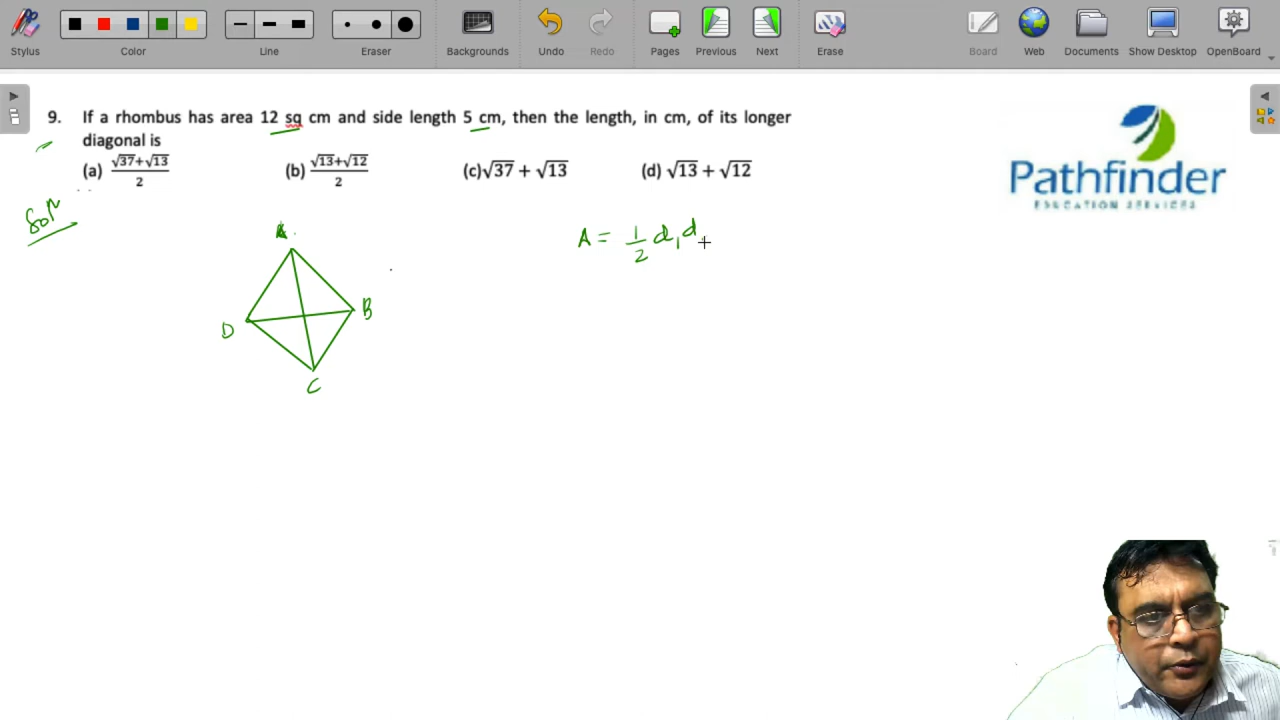 Stylus Color Line Eraser Backgrounds Undo Redo Pages Previous Next Erase Board Web Documents Show Desktop OpenBoard
9. If a rhombus has area 12 sq cm and side length 5 cm, then the length, in cm, of its longer
diagonal is
(a) (√37+√13)/2 (b) (√13+√12)/2 (c)√37 + √13 (d) √13 + √12
Pathfinder
EDUCATION SERVICES
Solⁿ
A
A = 1/2 d₁d
B
D
C